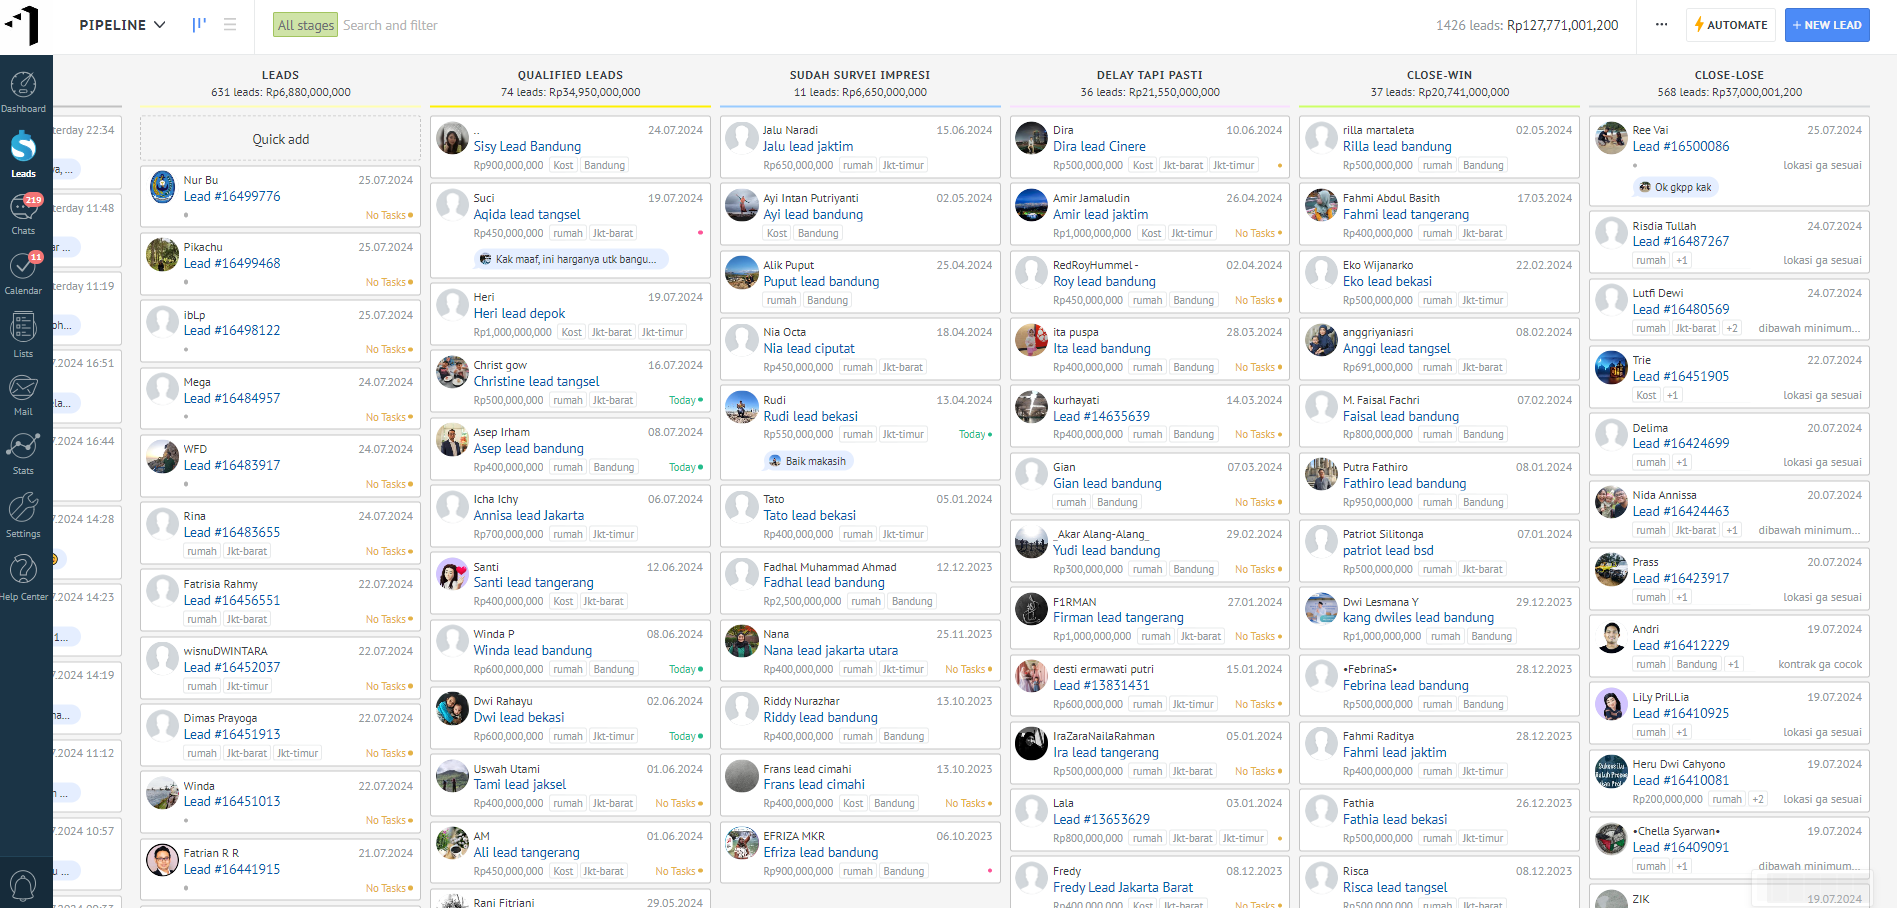 PIPELINE
All stages Search and filter
1426 leads: Rp127,771,001,200
...
AUTOMATE
+ NEW LEAD
Dashboard
Leads
219
Chats
11
Calendar
Lists
Mail
Stats
Settings
Help Center
terday 22:34
terday 11:48
terday 11:19
.2024 16:51
.2024 16:44
.2024 14:28
.2024 14:23
.2024 14:19
.2024 11:12
.2024 10:57
LEADS
631 leads: Rp6,880,000,000
Quick add
Nur Bu 25.07.2024
Lead #16499776
No Tasks
Pikachu 25.07.2024
Lead #16499468
No Tasks
ibLp 25.07.2024
Lead #16498122
No Tasks
Mega 24.07.2024
Lead #16484957
No Tasks
WFD 24.07.2024
Lead #16483917
No Tasks
Rina 24.07.2024
Lead #16483655
rumah Jkt-barat No Tasks
Fatrisia Rahmy 22.07.2024
Lead #16456551
rumah Jkt-barat No Tasks
wisnuDWINTARA 22.07.2024
Lead #16452037
rumah Jkt-timur No Tasks
Dimas Prayoga 22.07.2024
Lead #16451913
rumah Jkt-barat Jkt-timur No Tasks
Winda 22.07.2024
Lead #16451013
No Tasks
Fatrian R R 21.07.2024
Lead #16441915
No Tasks
QUALIFIED LEADS
74 leads: Rp34,950,000,000
.. 24.07.2024
Sisy Lead Bandung
Rp900,000,000 Kost Bandung
Suci 19.07.2024
Aqida lead tangsel
Rp450,000,000 rumah Jkt-barat
Kak maaf, ini harganya utk bangu...
Heri 19.07.2024
Heri lead depok
Rp1,000,000,000 Kost Jkt-barat Jkt-timur
Christ gow 16.07.2024
Christine lead tangsel
Rp500,000,000 rumah Jkt-barat Today
Asep Irham 08.07.2024
Asep lead bandung
Rp400,000,000 rumah Bandung Today
Icha Ichy 06.07.2024
Annisa lead Jakarta
Rp700,000,000 rumah Jkt-timur
Santi 12.06.2024
Santi lead tangerang
Rp400,000,000 Kost Jkt-barat
Winda P 08.06.2024
Winda lead bandung
Rp600,000,000 rumah Bandung Today
Dwi Rahayu 02.06.2024
Dwi lead bekasi
Rp600,000,000 rumah Jkt-timur Today
Uswah Utami 01.06.2024
Tami lead jaksel
Rp400,000,000 rumah Jkt-barat No Tasks
AM 01.06.2024
Ali lead tangerang
Rp450,000,000 Kost Jkt-barat No Tasks
Rani Fitriani 29.05.2024
SUDAH SURVEI IMPRESI
11 leads: Rp6,650,000,000
Jalu Naradi 15.06.2024
Jalu lead jaktim
Rp650,000,000 rumah Jkt-timur
Ayi Intan Putriyanti 02.05.2024
Ayi lead bandung
Kost Bandung
Alik Puput 25.04.2024
Puput lead bandung
rumah Bandung
Nia Octa 18.04.2024
Nia lead ciputat
Rp450,000,000 rumah Jkt-barat
Rudi 13.04.2024
Rudi lead bekasi
Rp550,000,000 rumah Jkt-timur Today
Baik makasih
Tato 05.01.2024
Tato lead bekasi
Rp400,000,000 rumah Jkt-timur
Fadhal Muhammad Ahmad 12.12.2023
Fadhal lead bandung
Rp2,500,000,000 rumah Bandung
Nana 25.11.2023
Nana lead jakarta utara
Rp400,000,000 rumah Jkt-timur No Tasks
Riddy Nurazhar 13.10.2023
Riddy lead bandung
Rp400,000,000 rumah Bandung
Frans lead cimahi 13.10.2023
Frans lead cimahi
Rp400,000,000 Kost Bandung No Tasks
EFRIZA MKR 06.10.2023
Efriza lead bandung
Rp900,000,000 rumah Bandung
DELAY TAPI PASTI
36 leads: Rp21,550,000,000
Dira 10.06.2024
Dira lead Cinere
Rp500,000,000 Kost Jkt-barat Jkt-timur
Amir Jamaludin 26.04.2024
Amir lead jaktim
Rp1,000,000,000 Kost Jkt-timur No Tasks
RedRoyHummel - 02.04.2024
Roy lead bandung
Rp450,000,000 rumah Bandung No Tasks
ita puspa 28.03.2024
Ita lead bandung
Rp400,000,000 rumah Bandung No Tasks
kurhayati 14.03.2024
Lead #14635639
Rp400,000,000 rumah Bandung No Tasks
Gian 07.03.2024
Gian lead bandung
rumah Bandung No Tasks
_Akar Alang-Alang_ 29.02.2024
Yudi lead bandung
Rp300,000,000 rumah Bandung No Tasks
F1RMAN 27.01.2024
Firman lead tangerang
Rp1,000,000,000 rumah Jkt-barat No Tasks
desti ermawati putri 15.01.2024
Lead #13831431
Rp600,000,000 rumah Jkt-timur No Tasks
IraZaraNailaRahman 05.01.2024
Ira lead tangerang
Rp500,000,000 rumah Jkt-barat No Tasks
Lala 03.01.2024
Lead #13653629
Rp800,000,000 rumah Jkt-barat Jkt-timur
Fredy 08.12.2023
Fredy Lead Jakarta Barat
Rp400,000,000 Kost Jkt-barat No Tasks
CLOSE-WIN
37 leads: Rp20,741,000,000
rilla martaleta 02.05.2024
Rilla lead bandung
Rp500,000,000 rumah Bandung
Fahmi Abdul Basith 17.03.2024
Fahmi lead tangerang
Rp400,000,000 rumah Jkt-barat
Eko Wijanarko 22.02.2024
Eko lead bekasi
Rp500,000,000 rumah Jkt-timur
anggriyaniasri 08.02.2024
Anggi lead tangsel
Rp691,000,000 rumah Jkt-barat
M. Faisal Fachri 07.02.2024
Faisal lead bandung
Rp800,000,000 rumah Bandung
Putra Fathiro 08.01.2024
Fathiro lead bandung
Rp950,000,000 rumah Bandung
Patriot Silitonga 07.01.2024
patriot lead bsd
Rp500,000,000 rumah Jkt-barat
Dwi Lesmana Y 29.12.2023
kang dwiles lead bandung
Rp1,000,000,000 rumah Bandung
•FebrinaS• 28.12.2023
Febrina lead bandung
Rp500,000,000 rumah Bandung
Fahmi Raditya 28.12.2023
Fahmi lead jaktim
Rp400,000,000 rumah Jkt-timur
Fathia 26.12.2023
Fathia lead bekasi
Rp500,000,000 rumah Jkt-timur
Risca 08.12.2023
Risca lead tangsel
Rp500,000,000 rumah Jkt-barat
CLOSE-LOSE
568 leads: Rp37,000,001,200
Ree Vai 25.07.2024
Lead #16500086
lokasi ga sesuai
Ok gkpp kak
Risdia Tullah 24.07.2024
Lead #16487267
rumah +1 lokasi ga sesuai
Lutfi Dewi 24.07.2024
Lead #16480569
rumah Jkt-barat +2 dibawah minimum...
Trie 22.07.2024
Lead #16451905
Kost +1 lokasi ga sesuai
Delima 20.07.2024
Lead #16424699
rumah +1 lokasi ga sesuai
Nida Annissa 20.07.2024
Lead #16424463
rumah Jkt-barat +1 dibawah minimum...
Prass 20.07.2024
Lead #16423917
rumah +1 lokasi ga sesuai
Andri 19.07.2024
Lead #16412229
rumah Bandung +1 kontrak ga cocok
LiLy PriLLia 19.07.2024
Lead #16410925
rumah +1 lokasi ga sesuai
Heru Dwi Cahyono 19.07.2024
Lead #16410081
Rp200,000,000 rumah +2 lokasi ga sesuai
•Chella Syarwan• 19.07.2024
Lead #16409091
rumah +1 dibawah minimum...
ZIK 19.07.2024